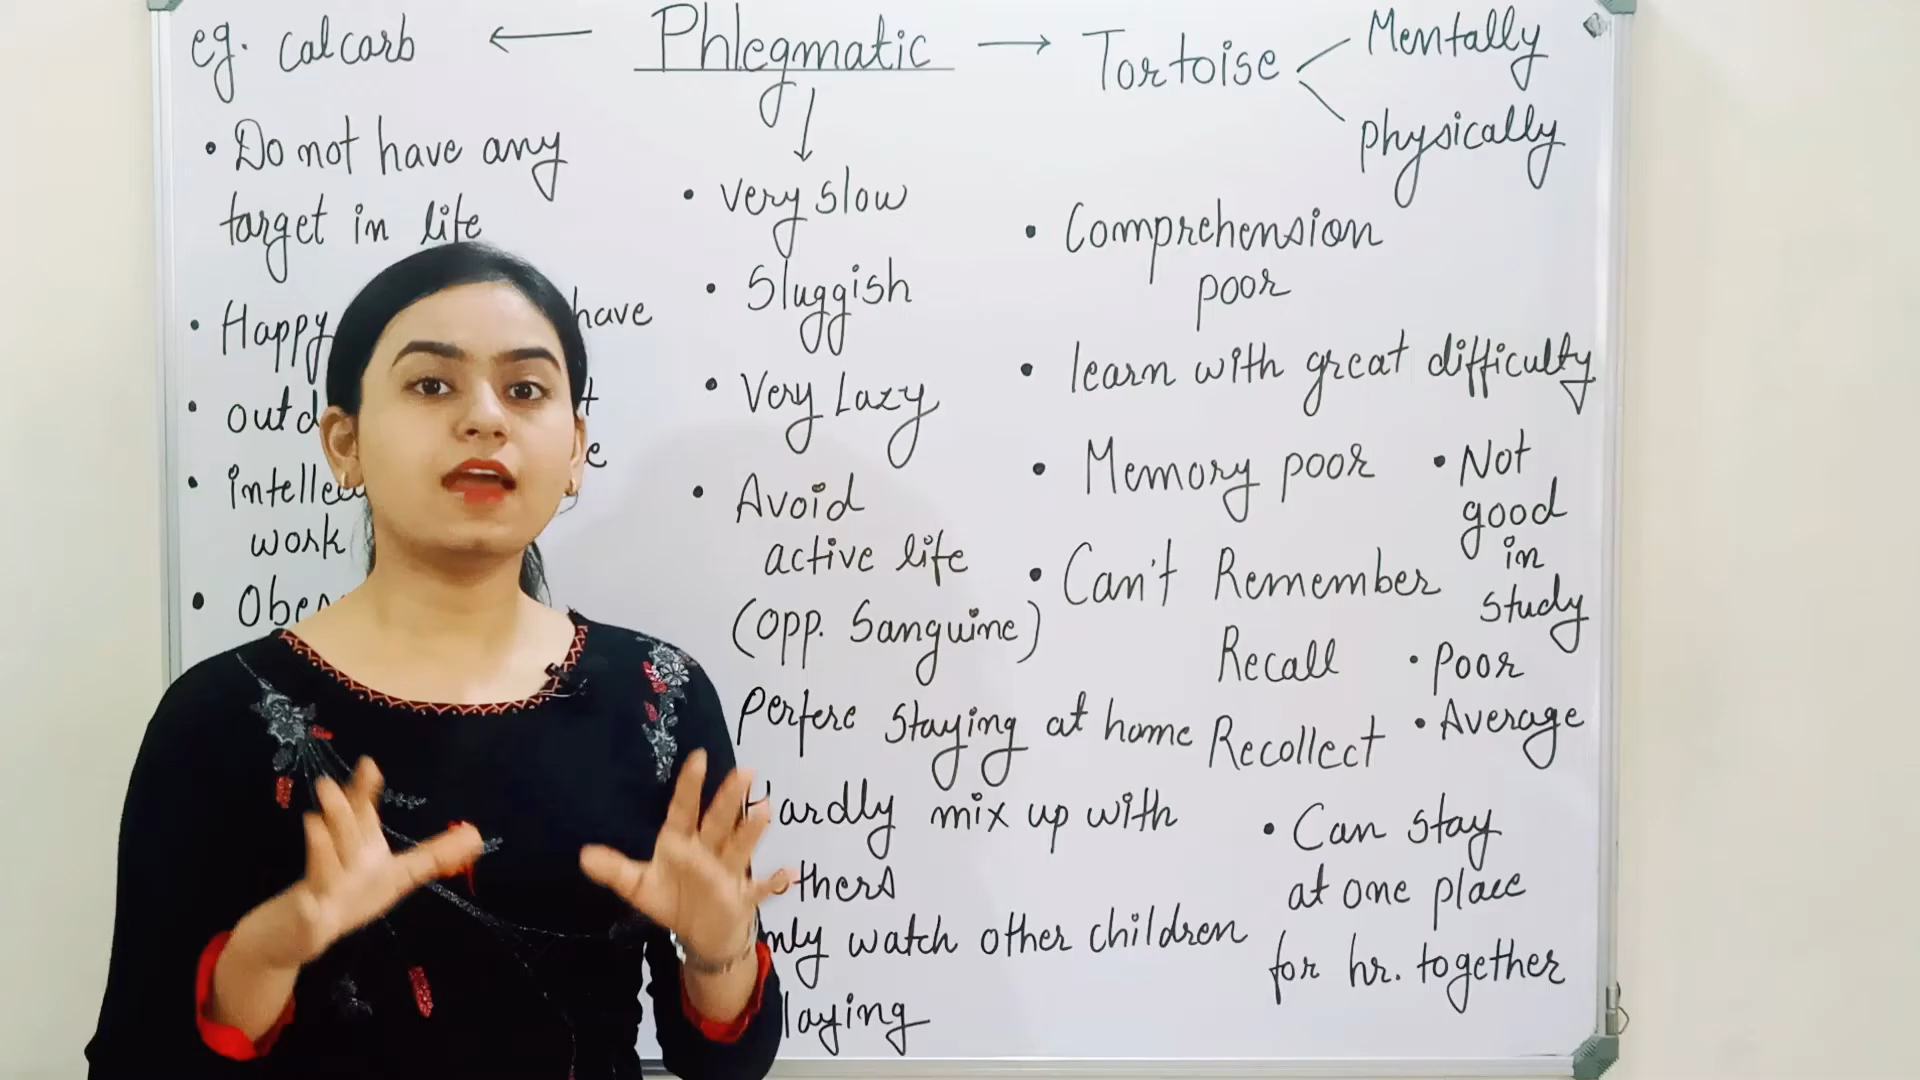 eg. Calcarb ← Phlegmatic → Tortoise
Mentally
physically
• Do not have any
target in life
• Happy have
•
• intellec
work
•
• very slow
• Sluggish
• Very Lazy
• Avoid
active life
(opp. Sanguine)
Perfere staying at home
Hardly mix up with
others
watch other children
• Comprehension
poor
• learn with great difficulty
• Memory poor
• Can't Remember
Recall
Recollect
• Not
good
in
study
• Poor
• Average
• Can stay
at one place
for hr. together